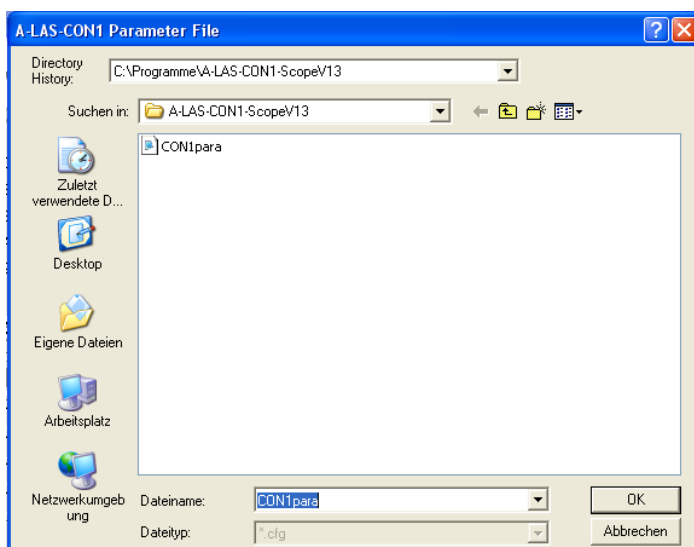 A-LAS-CON1 Parameter File
Directory
History:
C:\Programme\A-LAS-CON1-ScopeV13
Suchen in:
A-LAS-CON1-ScopeV13
CON1para
Zuletzt
verwendete D...
Desktop
Eigene Dateien
Arbeitsplatz
Netzwerkumgeb
ung
Dateiname:
CON1para
OK
Dateityp:
*.cfg
Abbrechen